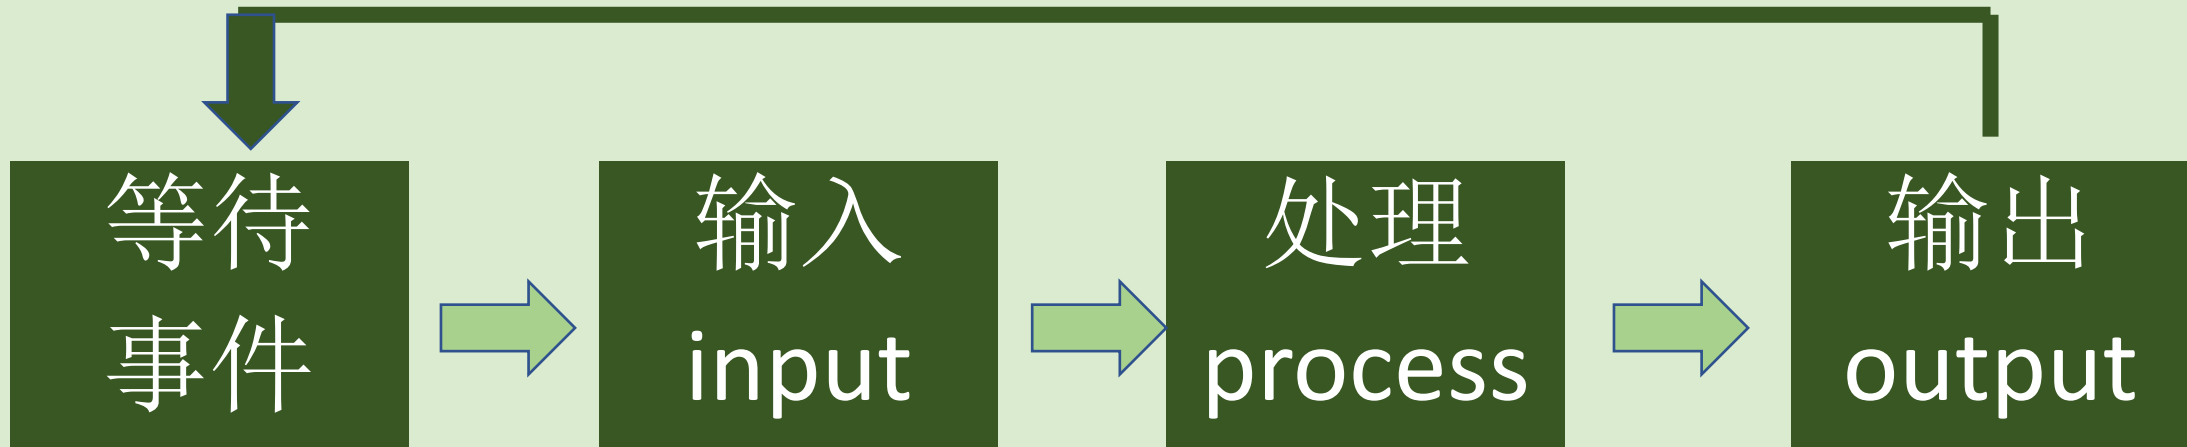 等待
事件
输入
input
处理
process
输出
output